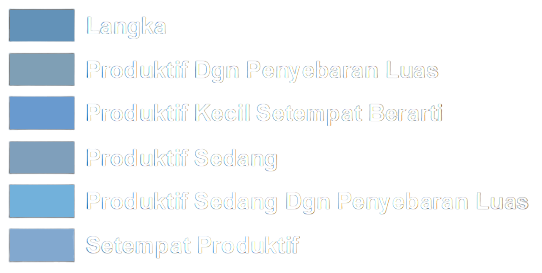 Langka
Produktif Dgn Penyebaran Luas
Produktif Kecil Setempat Berarti
Produktif Sedang
Produktif Sedang Dgn Penyebaran Luas
Setempat Produktif